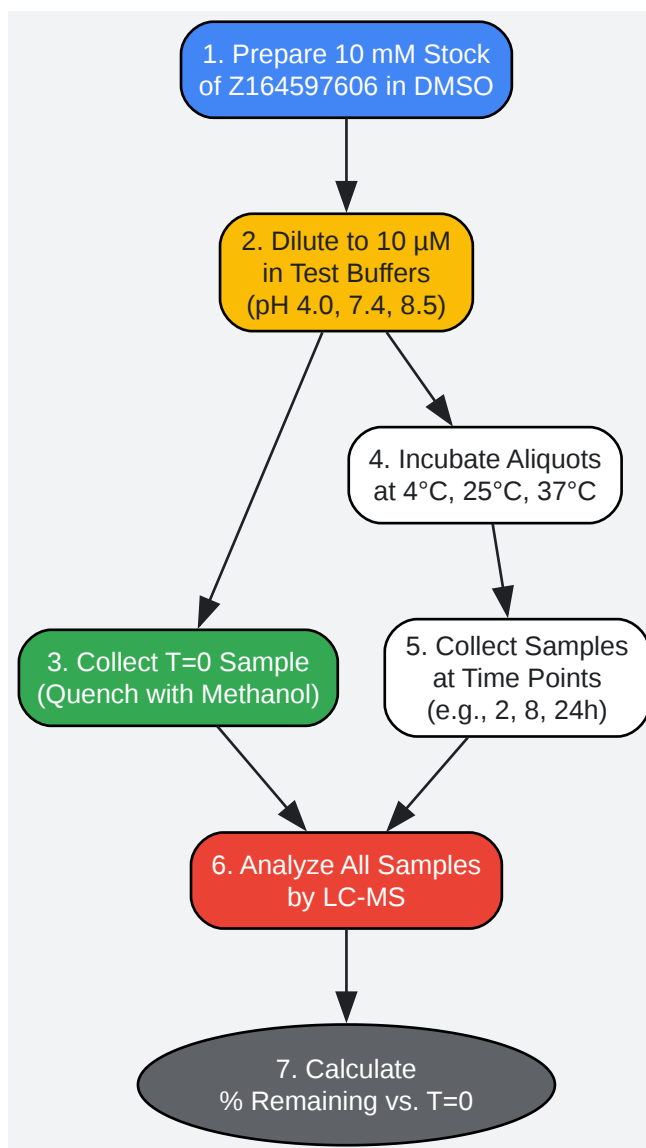 1. Prepare 10 mM Stock
of Z164597606 in DMSO
2. Dilute to 10 µM
in Test Buffers
(pH 4.0, 7.4, 8.5)
4. Incubate Aliquots
at 4°C, 25°C, 37°C
3. Collect T=0 Sample
(Quench with Methanol)
5. Collect Samples
at Time Points
(e.g., 2, 8, 24h)
6. Analyze All Samples
by LC-MS
7. Calculate
% Remaining vs. T=0